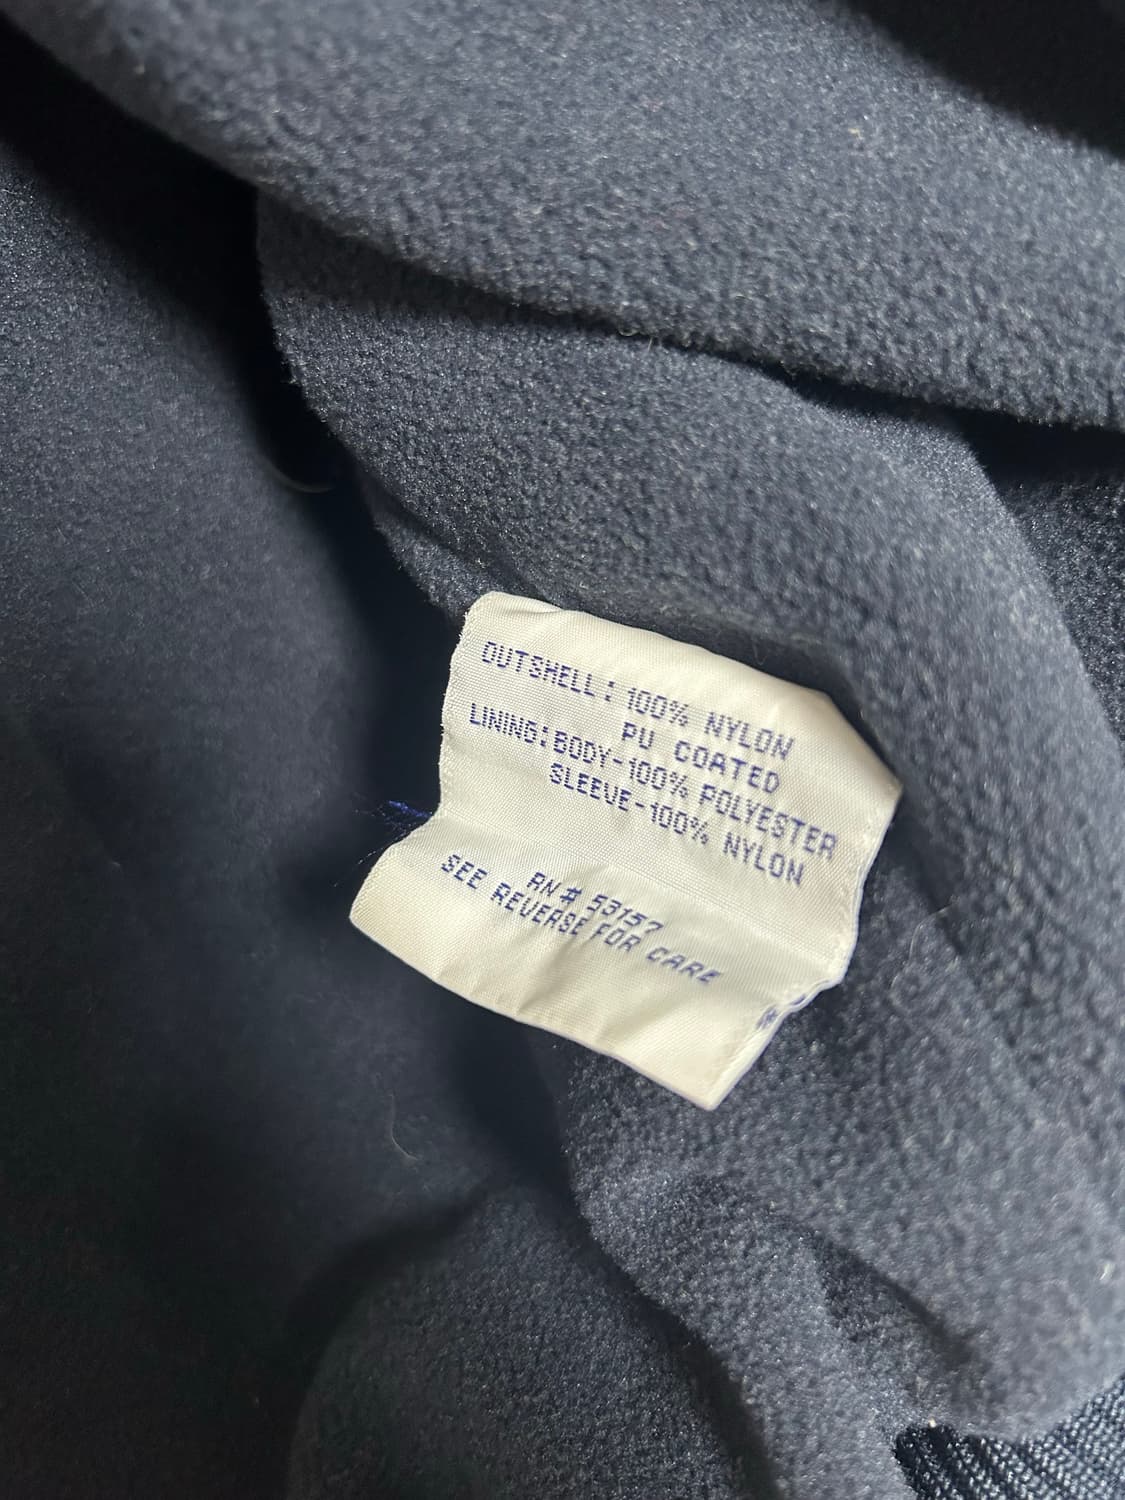 OUTSHELL: 100% NYLON
PU COATED
LINING: BODY-100% POLYESTER
SLEEVE-100% NYLON
RN# 53157
SEE REVERSE FOR CARE